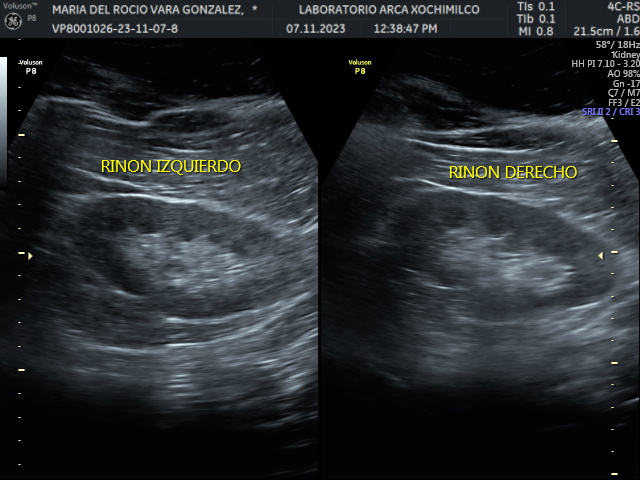 Voluson™
P8
MARIA DEL ROCIO VARA GONZALEZ, *
LABORATORIO ARCA XOCHIMILCO
TIs 0.1
4C-RS
VP8001026-23-11-07-8
07.11.2023
12:38:47 PM
TIb 0.1
ABD
MI 0.8
21.5cm / 1.6
58°/ 18Hz
Kidney
HH PI 7.10 - 3.20
AO 98%
Gn -17
C7 / M7
FF3 / E2
SRI II 2 / CRI 3
Voluson
P8
Voluson
P8
RINON IZQUIERDO
RINON DERECHO